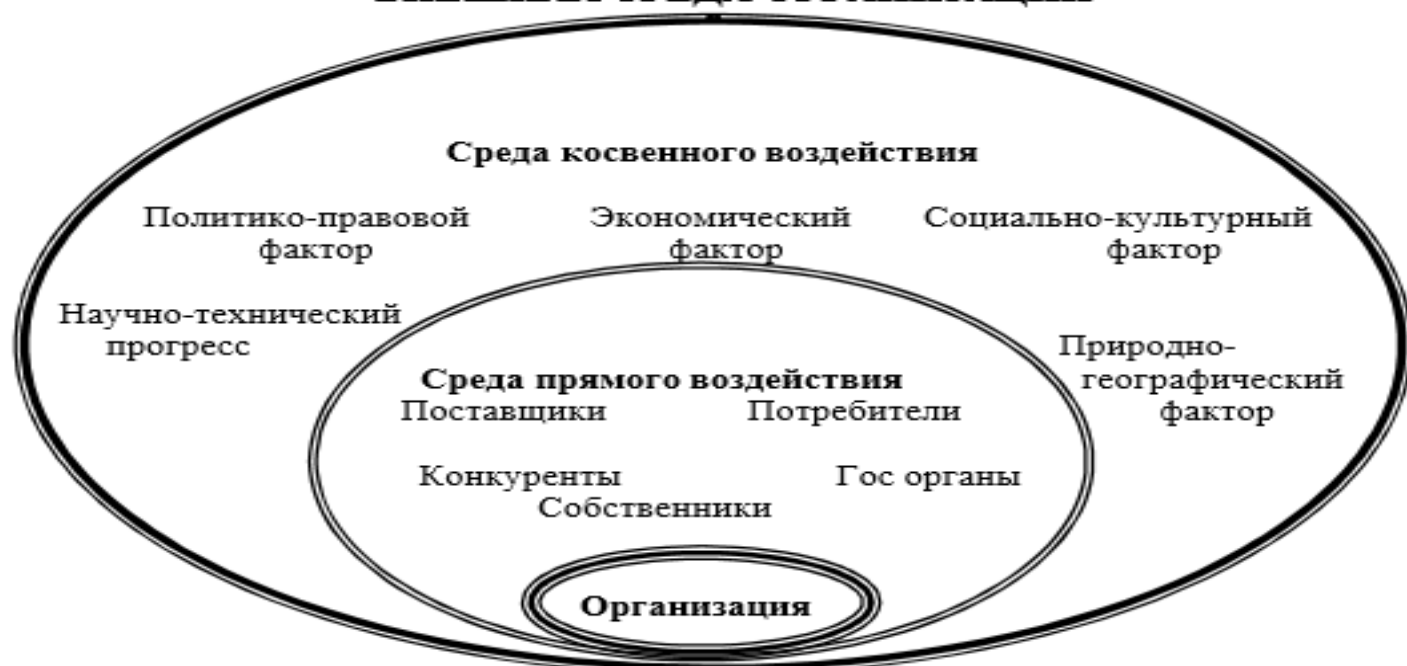 Среда косвенного воздействия
Политико-правовой Экономический Социально-культурный
фактор фактор фактор
Научно-технический
прогресс
Природно-
географический
фактор
Среда прямого воздействия
Поставщики Потребители
Конкуренты Гос органы
Собственники
Организация